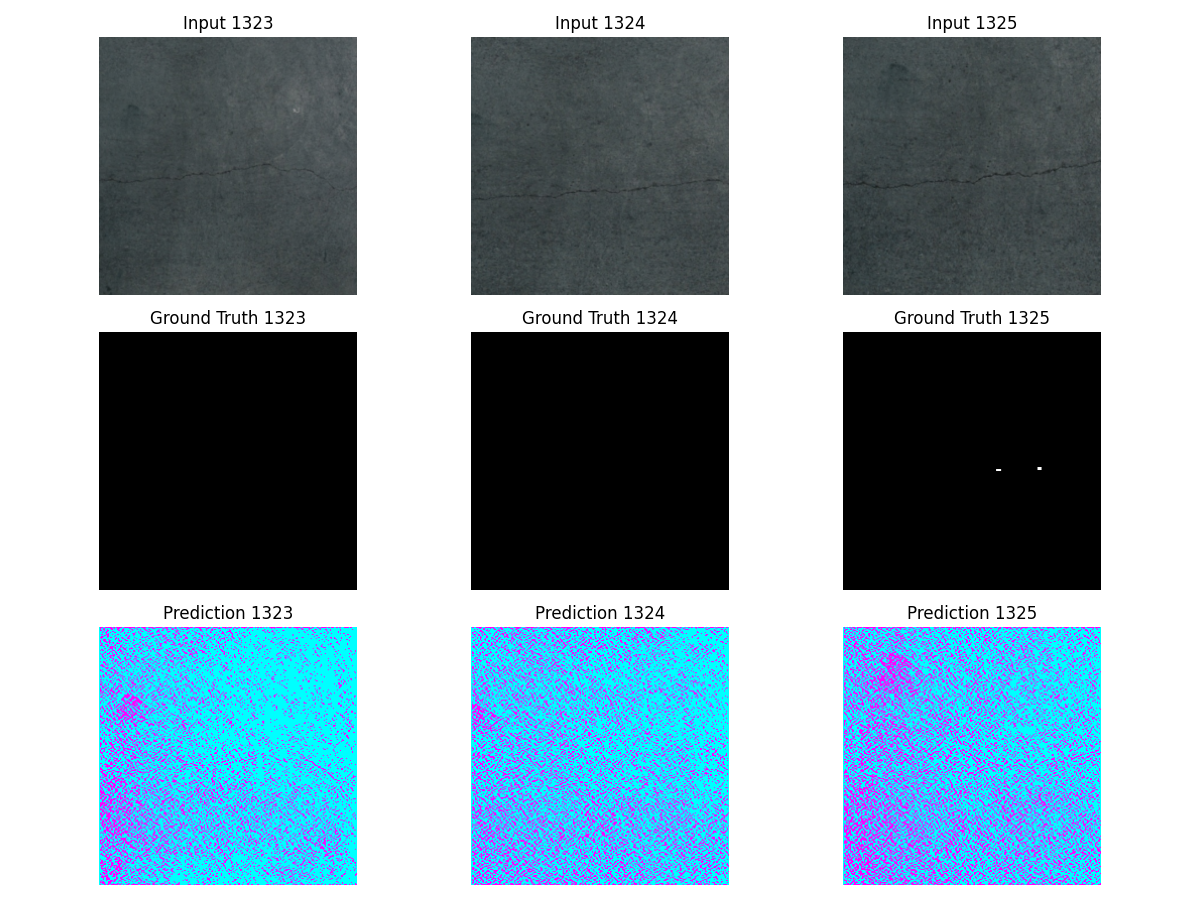 Input 1323
Input 1324
Input 1325
Ground Truth 1323
Ground Truth 1324
Ground Truth 1325
Prediction 1323
Prediction 1324
Prediction 1325